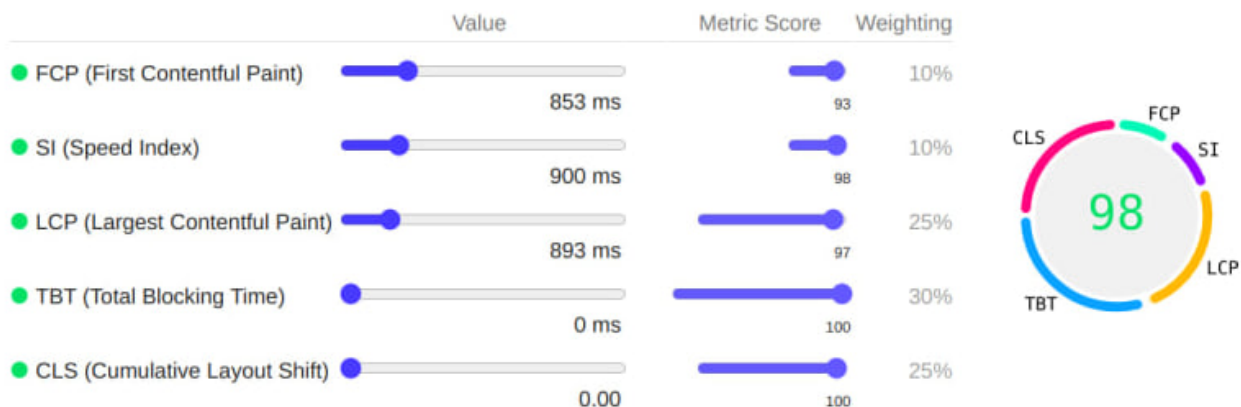 Value Metric Score Weighting
FCP (First Contentful Paint) 10%
853 ms 93
SI (Speed Index) 10%
900 ms 98
LCP (Largest Contentful Paint) 25%
893 ms 97
TBT (Total Blocking Time) 30%
0 ms 100
CLS (Cumulative Layout Shift) 25%
0.00 100
FCP
CLS
SI
98
LCP
TBT